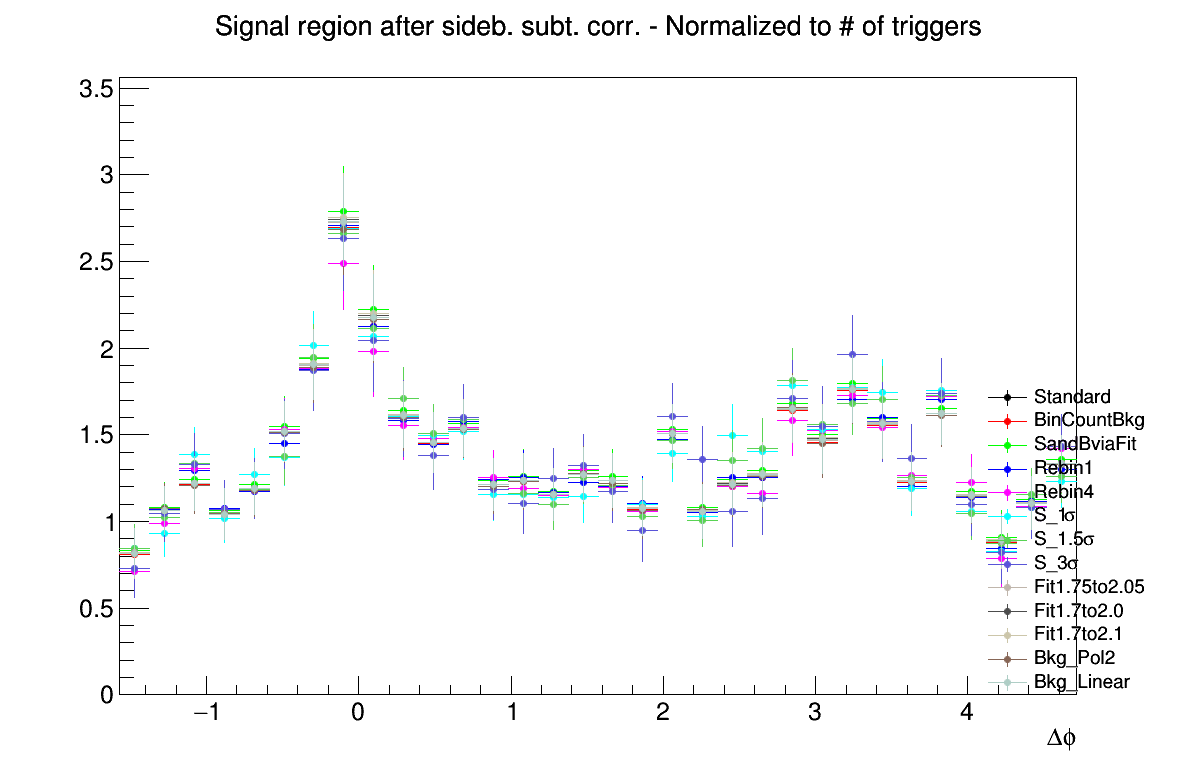 Signal region after sideb. subt. corr. - Normalized to # of triggers
3.5
3
2.5
2
1.5
1
0.5
0
−1
0
1
2
3
4
Δϕ
Standard
BinCountBkg
SandBviaFit
Rebin1
Rebin4
S_1σ
S_1.5σ
S_3σ
Fit1.75to2.05
Fit1.7to2.0
Fit1.7to2.1
Bkg_Pol2
Bkg_Linear